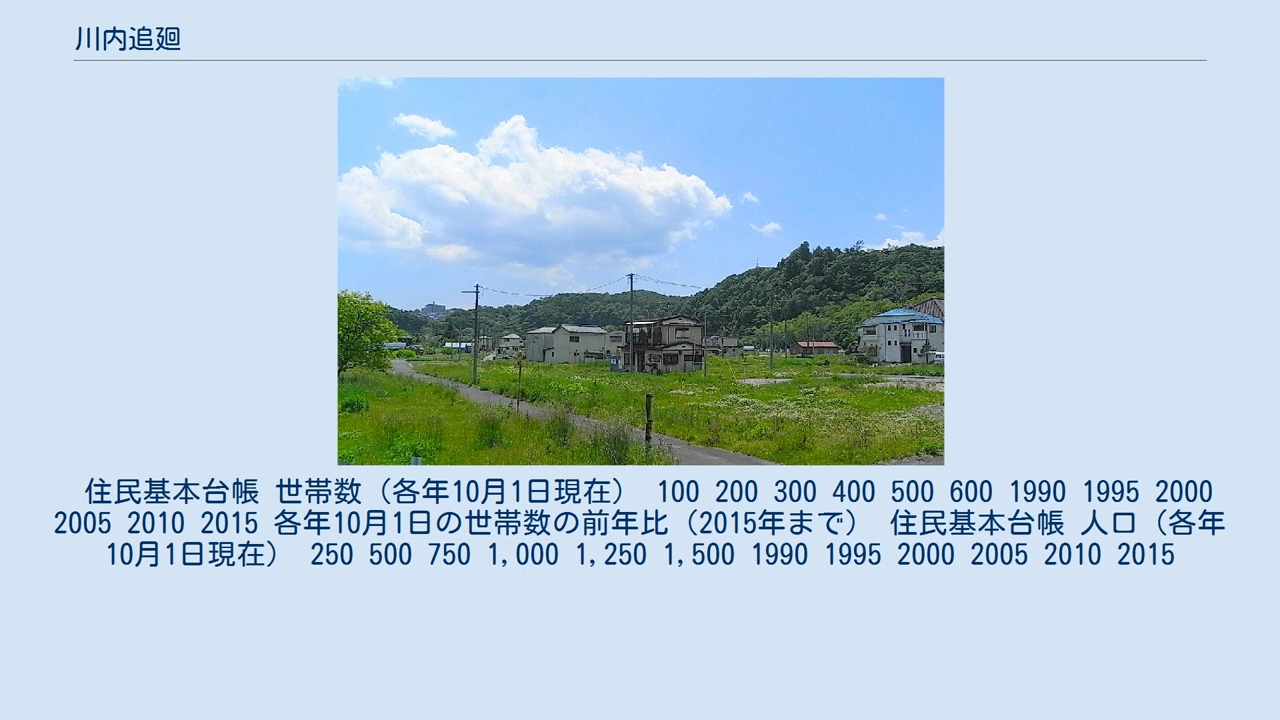 川内追廻
住民基本台帳 世帯数（各年10月1日現在） 100 200 300 400 500 600 1990 1995 2000
2005 2010 2015 各年10月1日の世帯数の前年比（2015年まで） 住民基本台帳 人口（各年
10月1日現在） 250 500 750 1,000 1,250 1,500 1990 1995 2000 2005 2010 2015